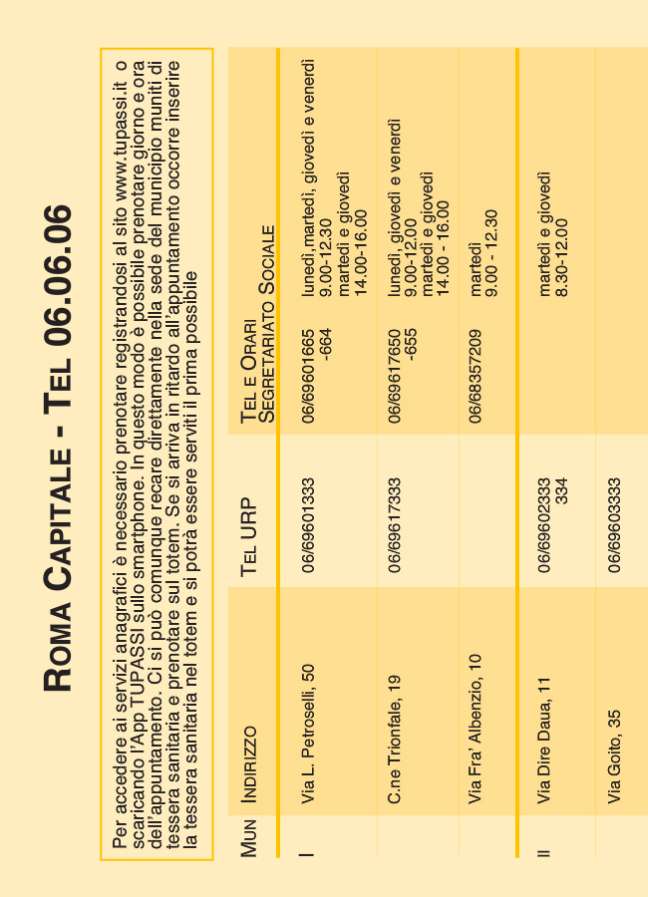 ROMA CAPITALE - TEL 06.06.06
Per accedere ai servizi anagrafici è necessario prenotare registrandosi al sito www.tupassi.it o
scaricando l'App TUPASSI sullo smartphone. In questo modo è possibile prenotare giorno e ora
dell'appuntamento. Ci si può comunque recare direttamente nella sede del municipio muniti di
tessera sanitaria e prenotare sul totem. Se si arriva in ritardo all'appuntamento occorre inserire
la tessera sanitaria nel totem e si potrà essere serviti il prima possibile
MUN INDIRIZZO TEL URP TEL E ORARI
SEGRETARIATO SOCIALE
I Via L. Petroselli, 50 06/69601333 06/69601665 lunedì,martedì, giovedì e venerdì
-664 9.00-12.30
martedì e giovedì
14.00-16.00
C.ne Trionfale, 19 06/69617333 06/69617650 lunedì, giovedì e venerdì
-655 9.00-12.00
martedì e giovedì
14.00 - 16.00
Via Fra' Albenzio, 10 06/68357209 martedì
9.00 - 12.30
II Via Dire Daua, 11 06/69602333 martedì e giovedì
334 8.30-12.00
Via Goito, 35 06/69603333